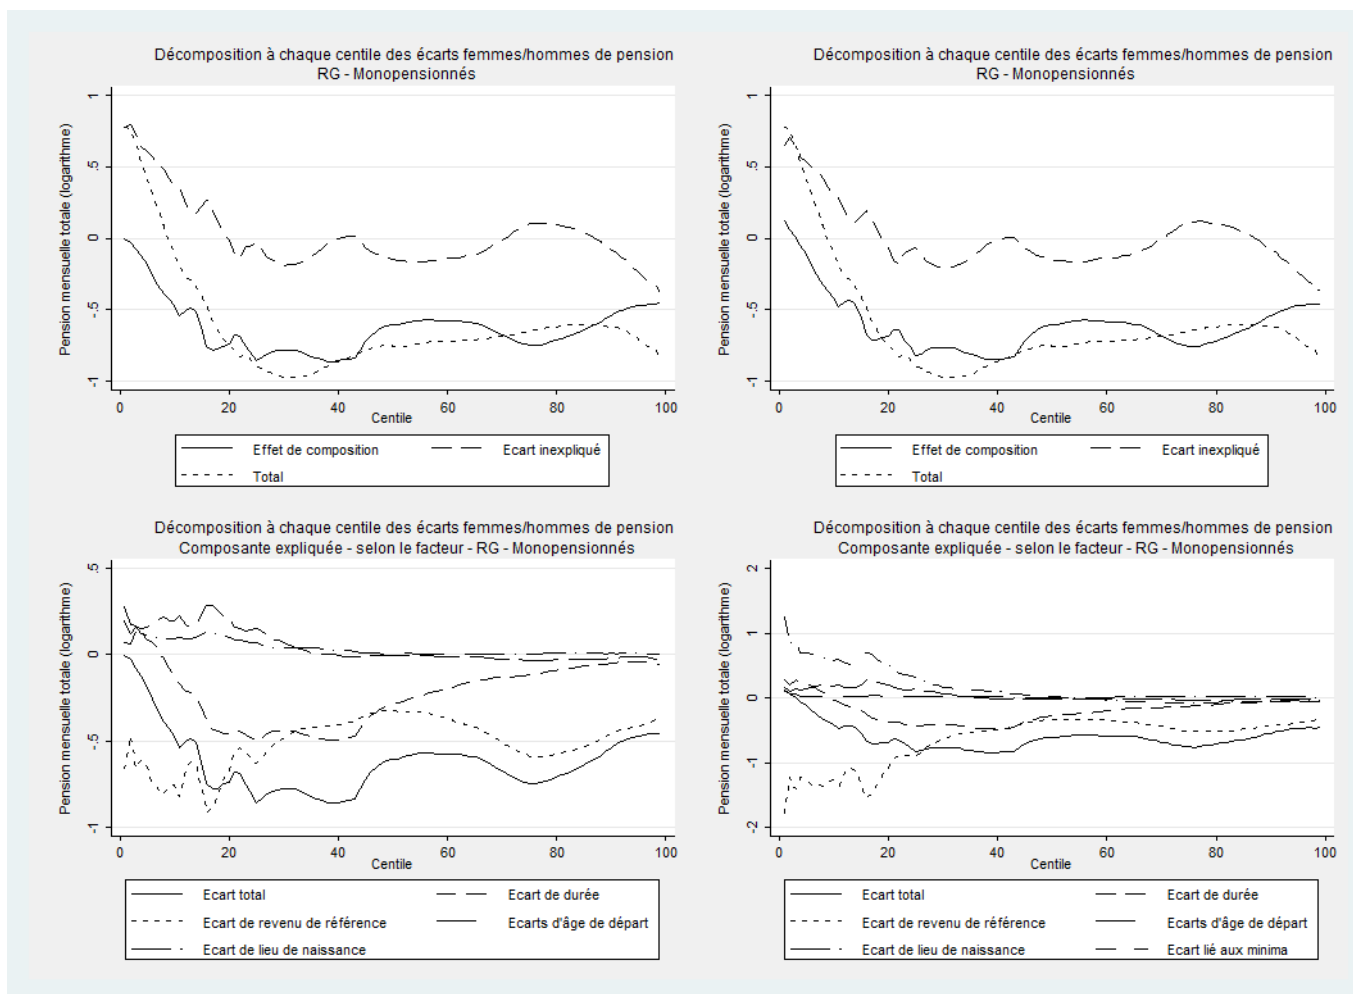 Décomposition à chaque centile des écarts femmes/hommes de pension
RG - Monopensionnés
Pension mensuelle totale (logarithme)
1
.5
0
-.5
-1
0 20 40 60 80 100
Centile
Effet de composition
Ecart inexpliqué
Total
Décomposition à chaque centile des écarts femmes/hommes de pension
RG - Monopensionnés
Pension mensuelle totale (logarithme)
1
.5
0
-.5
-1
0 20 40 60 80 100
Centile
Effet de composition
Ecart inexpliqué
Total
Décomposition à chaque centile des écarts femmes/hommes de pension
Composante expliquée - selon le facteur - RG - Monopensionnés
Pension mensuelle totale (logarithme)
.5
0
-.5
-1
0 20 40 60 80 100
Centile
Ecart total
Ecart de durée
Ecart de revenu de référence
Ecarts d'âge de départ
Ecart de lieu de naissance
Décomposition à chaque centile des écarts femmes/hommes de pension
Composante expliquée - selon le facteur - RG - Monopensionnés
Pension mensuelle totale (logarithme)
2
1
0
-1
-2
0 20 40 60 80 100
Centile
Ecart total
Ecart de durée
Ecart de revenu de référence
Ecarts d'âge de départ
Ecart de lieu de naissance
Ecart lié aux minima